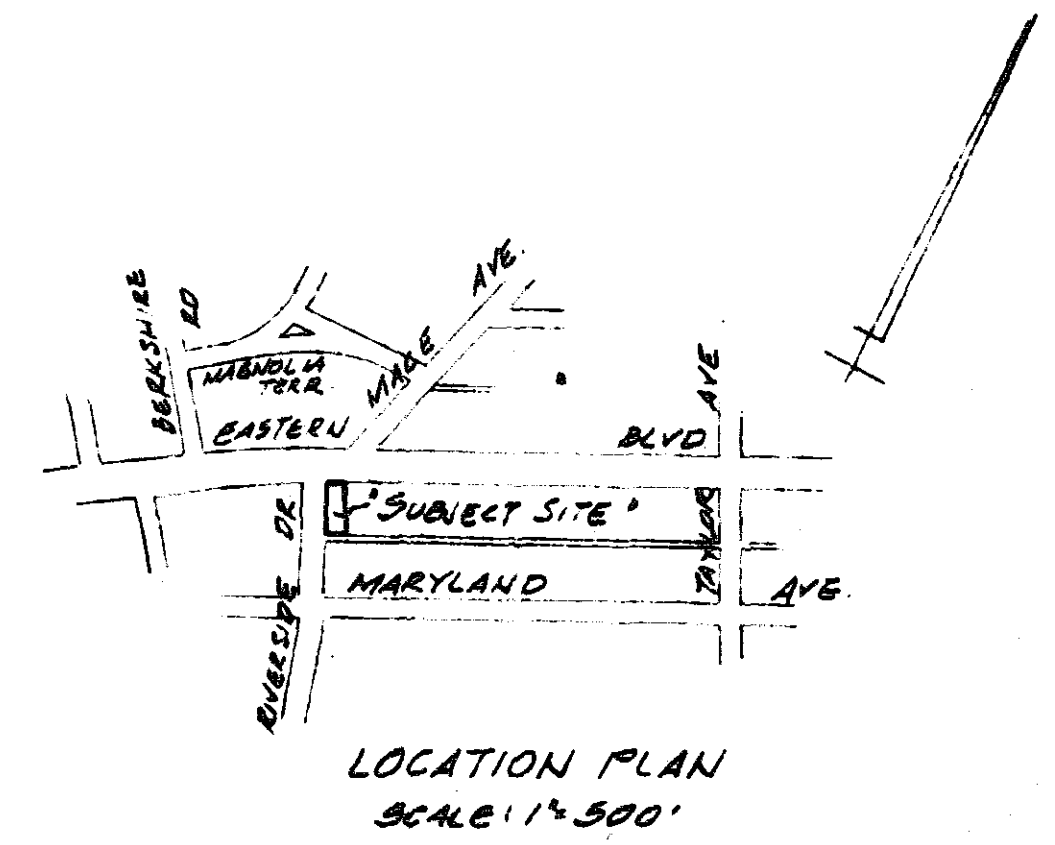 BERKSHIRE RD
MAGNOLIA
TERR
MACE AVE.
EASTERN BLVD
TAYLOR AVE
"SUBJECT SITE"
RIVERSIDE DR
MARYLAND AVE.
LOCATION PLAN
SCALE: 1"=500'